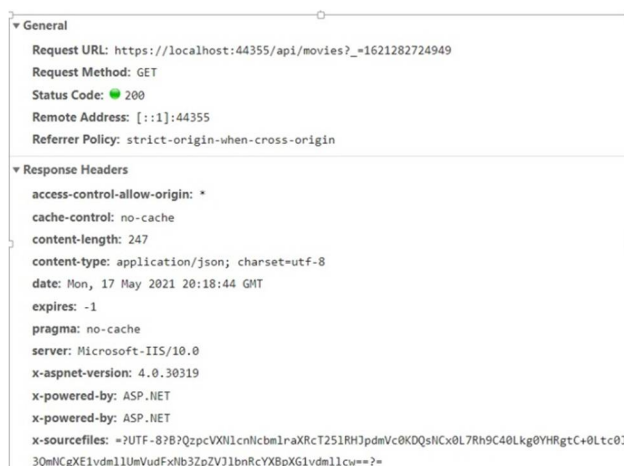 General
Request URL: https://localhost:44355/api/movies?_=1621282724949
Request Method: GET
Status Code: 200
Remote Address: [::1]:44355
Referrer Policy: strict-origin-when-cross-origin
Response Headers
access-control-allow-origin: *
cache-control: no-cache
content-length: 247
content-type: application/json; charset=utf-8
date: Mon, 17 May 2021 20:18:44 GMT
expires: -1
pragma: no-cache
server: Microsoft-IIS/10.0
x-aspnet-version: 4.0.30319
x-powered-by: ASP.NET
x-powered-by: ASP.NET
x-sourcefiles: